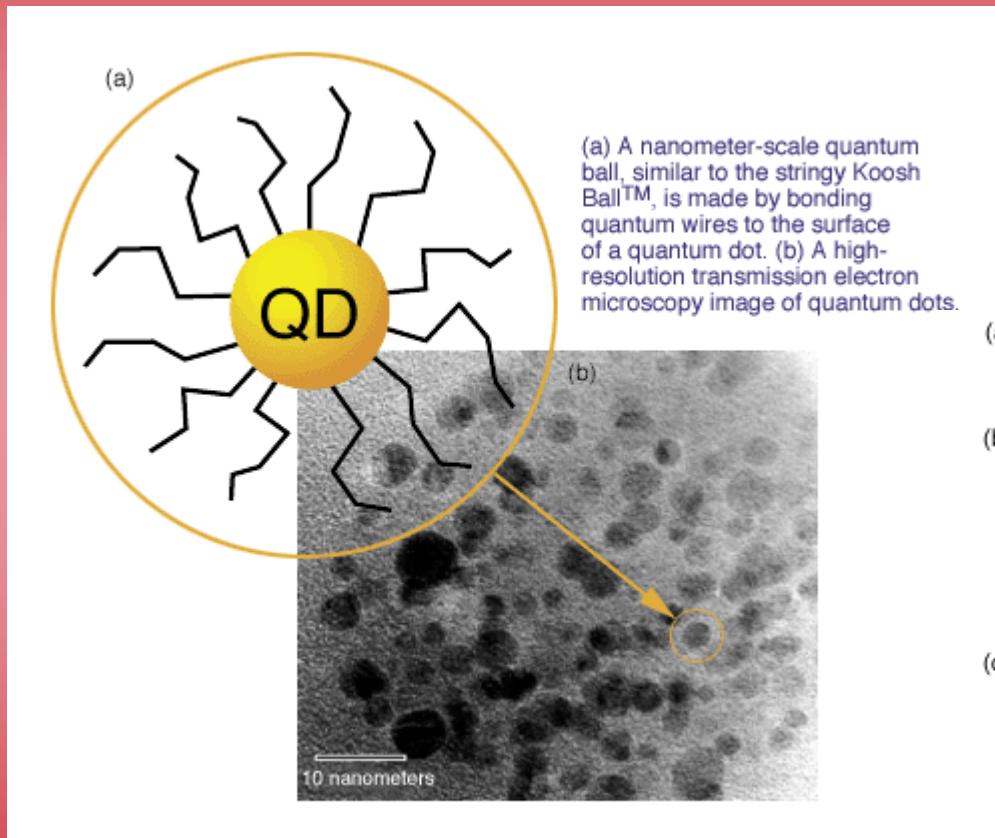 (a)
(a) A nanometer-scale quantum
ball, similar to the stringy Koosh
Ball™, is made by bonding
quantum wires to the surface
of a quantum dot. (b) A high-
resolution transmission electron
microscopy image of quantum dots.
QD
(b)
10 nanometers